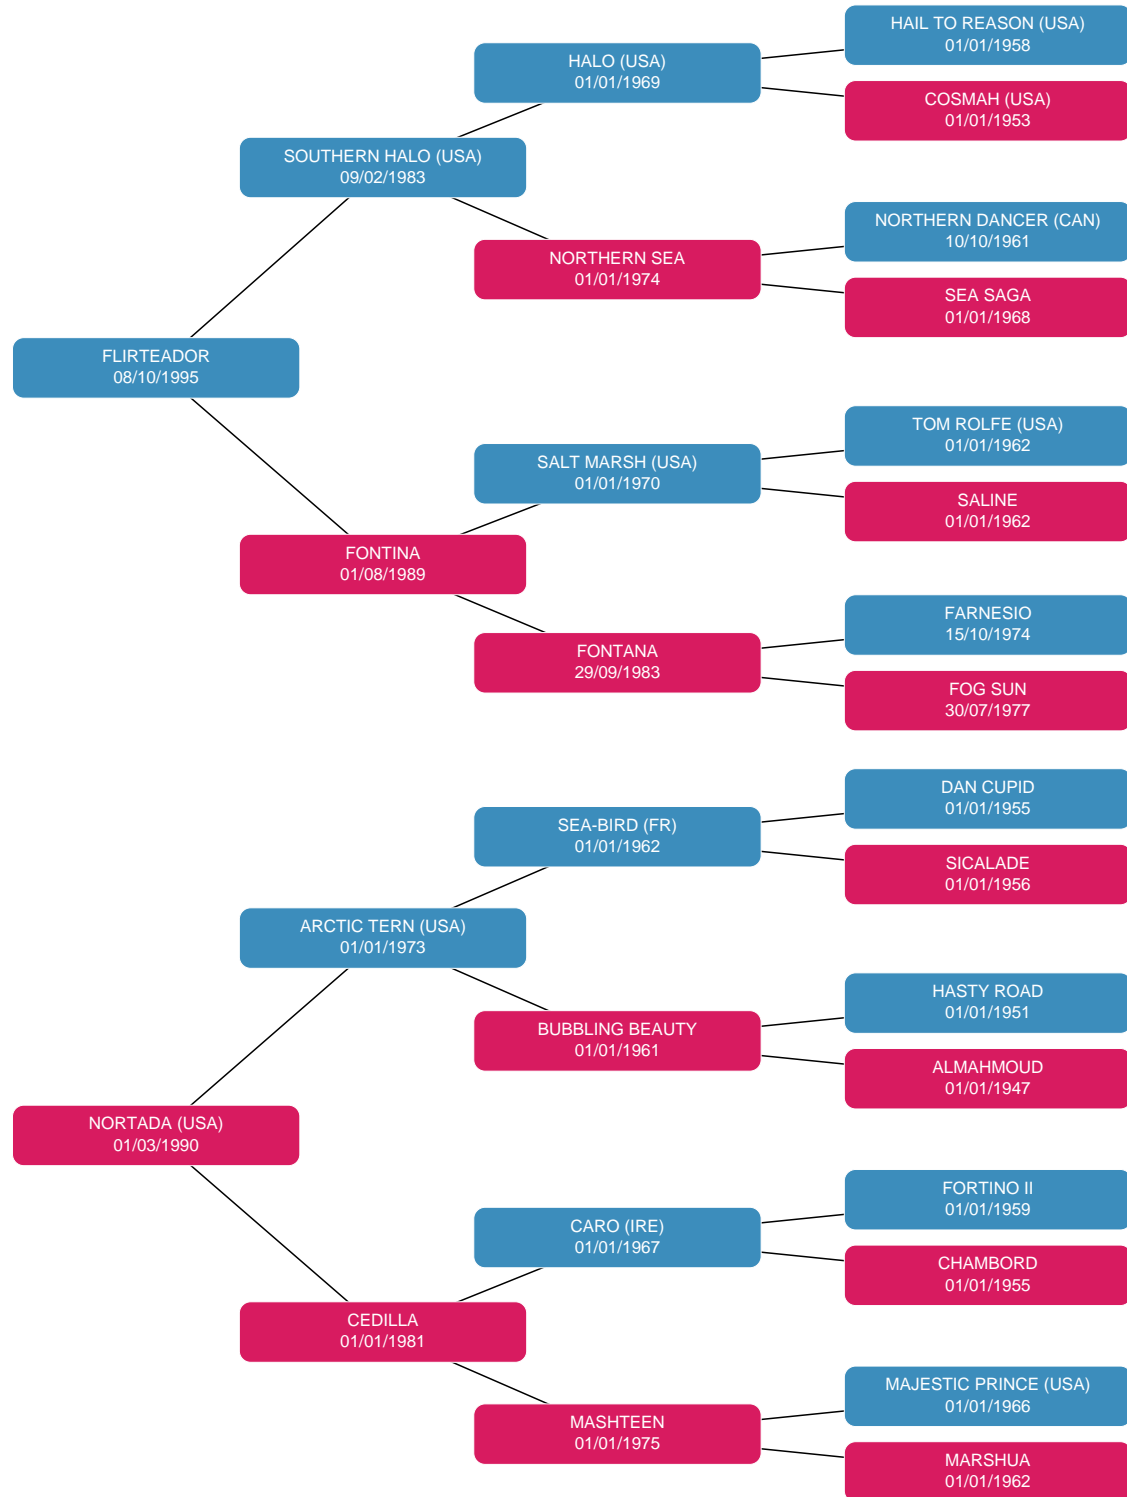 HAIL TO REASON (USA)
01/01/1958
HALO (USA)
01/01/1969
COSMAH (USA)
01/01/1953
SOUTHERN HALO (USA)
09/02/1983
NORTHERN DANCER (CAN)
10/10/1961
NORTHERN SEA
01/01/1974
SEA SAGA
01/01/1968
FLIRTEADOR
08/10/1995
TOM ROLFE (USA)
01/01/1962
SALT MARSH (USA)
01/01/1970
SALINE
01/01/1962
FONTINA
01/08/1989
FARNESIO
15/10/1974
FONTANA
29/09/1983
FOG SUN
30/07/1977
DAN CUPID
01/01/1955
SEA-BIRD (FR)
01/01/1962
SICALADE
01/01/1956
ARCTIC TERN (USA)
01/01/1973
HASTY ROAD
01/01/1951
BUBBLING BEAUTY
01/01/1961
ALMAHMOUD
01/01/1947
NORTADA (USA)
01/03/1990
FORTINO II
01/01/1959
CARO (IRE)
01/01/1967
CHAMBORD
01/01/1955
CEDILLA
01/01/1981
MAJESTIC PRINCE (USA)
01/01/1966
MASHTEEN
01/01/1975
MARSHUA
01/01/1962